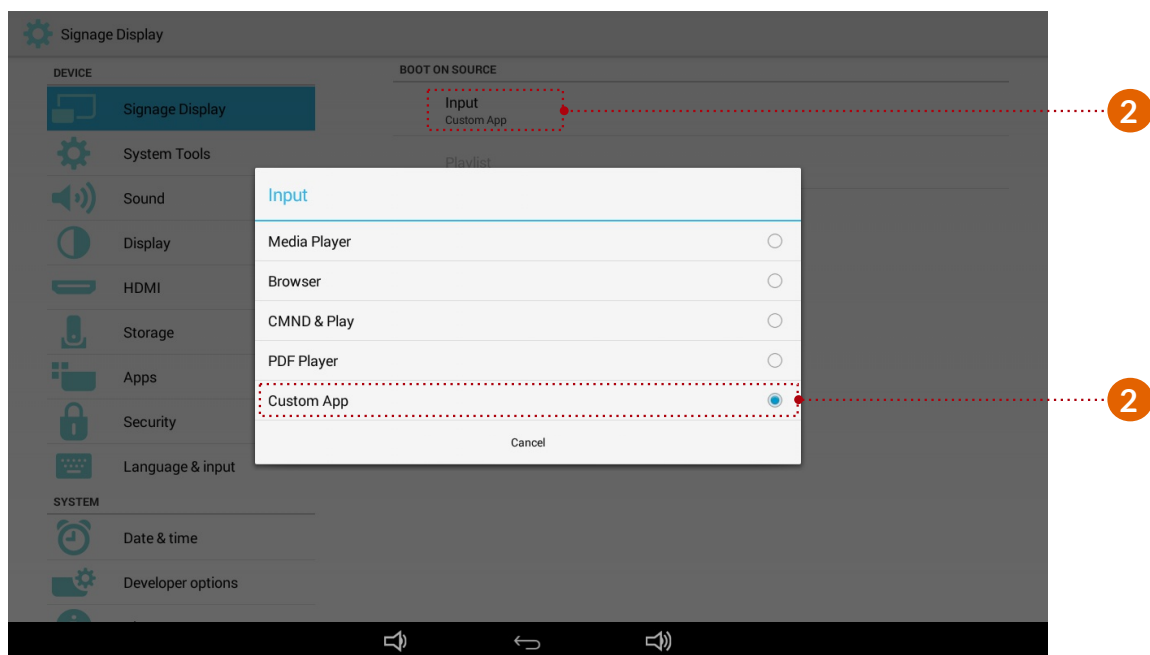 Signage Display
DEVICE
Signage Display
System Tools
Sound
Display
HDMI
Storage
Apps
Security
Language & input
SYSTEM
Date & time
Developer options
BOOT ON SOURCE
Input
Custom App
Playlist
Input
Media Player
Browser
CMND & Play
PDF Player
Custom App
Cancel
2
2